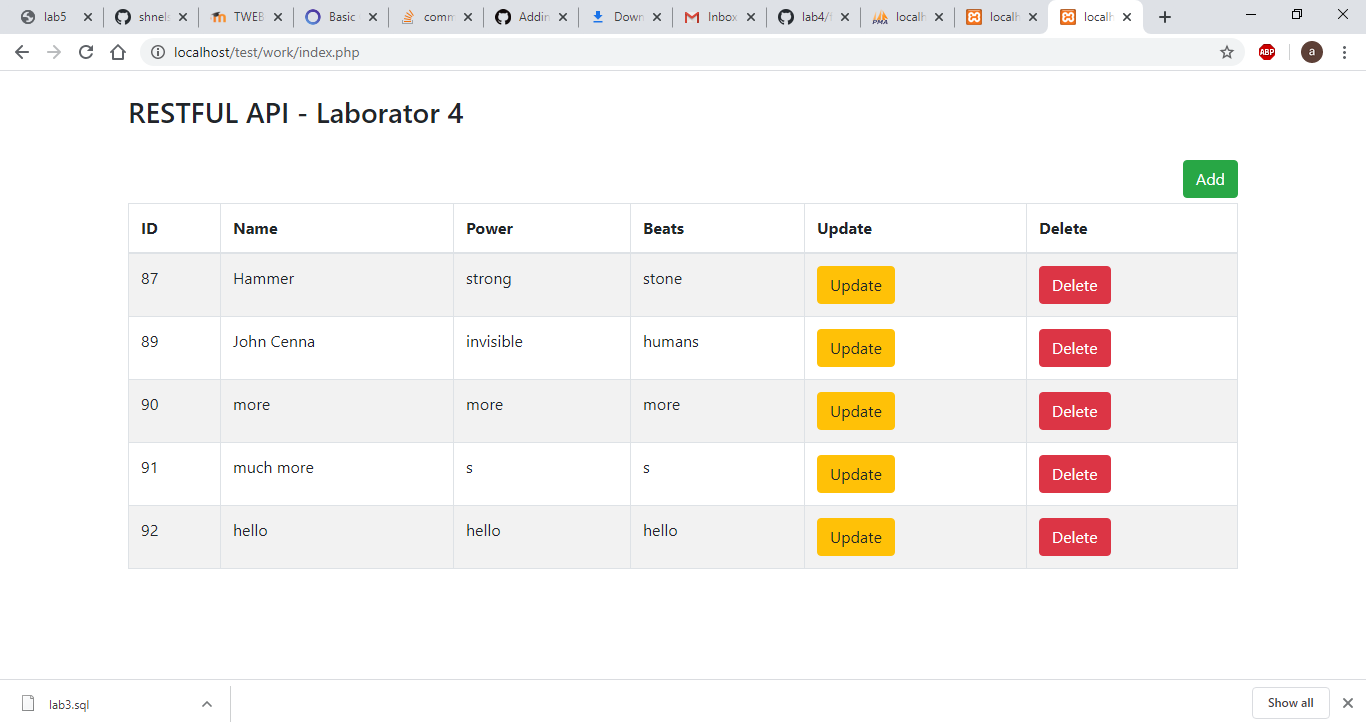 lab5 shnel TWEB Basic comm Addin Down Inbox lab4/ localh localh localh
localhost/test/work/index.php ABP a
RESTFUL API - Laborator 4
Add
ID Name Power Beats Update Delete
87 Hammer strong stone Update Delete
89 John Cenna invisible humans Update Delete
90 more more more Update Delete
91 much more s s Update Delete
92 hello hello hello Update Delete
lab3.sql Show all